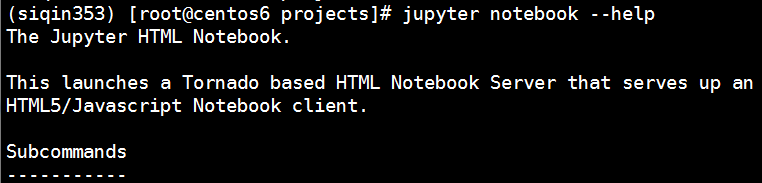 (siqin353) [root@centos6 projects]# jupyter notebook --help
The Jupyter HTML Notebook.
This launches a Tornado based HTML Notebook Server that serves up an
HTML5/Javascript Notebook client.
Subcommands
-----------